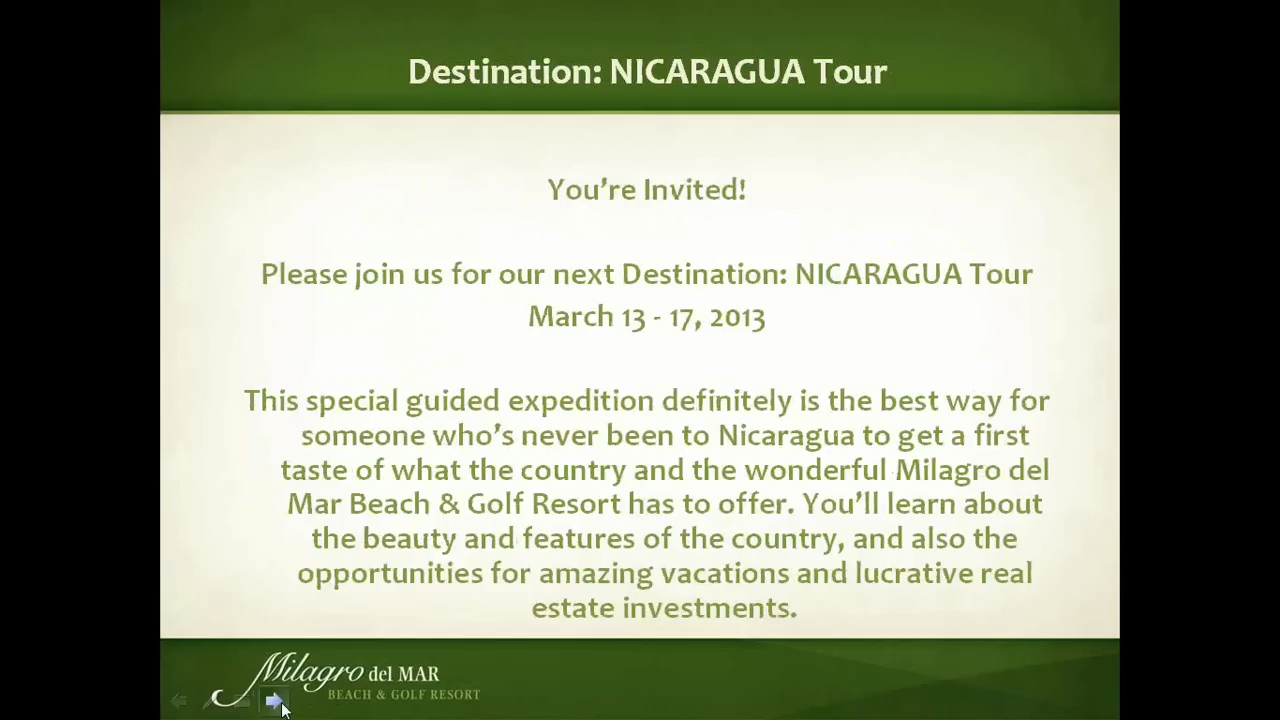 Destination: NICARAGUA Tour
You're Invited!
Please join us for our next Destination: NICARAGUA Tour
March 13 - 17, 2013
This special guided expedition definitely is the best way for
someone who's never been to Nicaragua to get a first
taste of what the country and the wonderful Milagro del
Mar Beach & Golf Resort has to offer. You'll learn about
the beauty and features of the country, and also the
opportunities for amazing vacations and lucrative real
estate investments.
Milagro del MAR
BEACH & GOLF RESORT